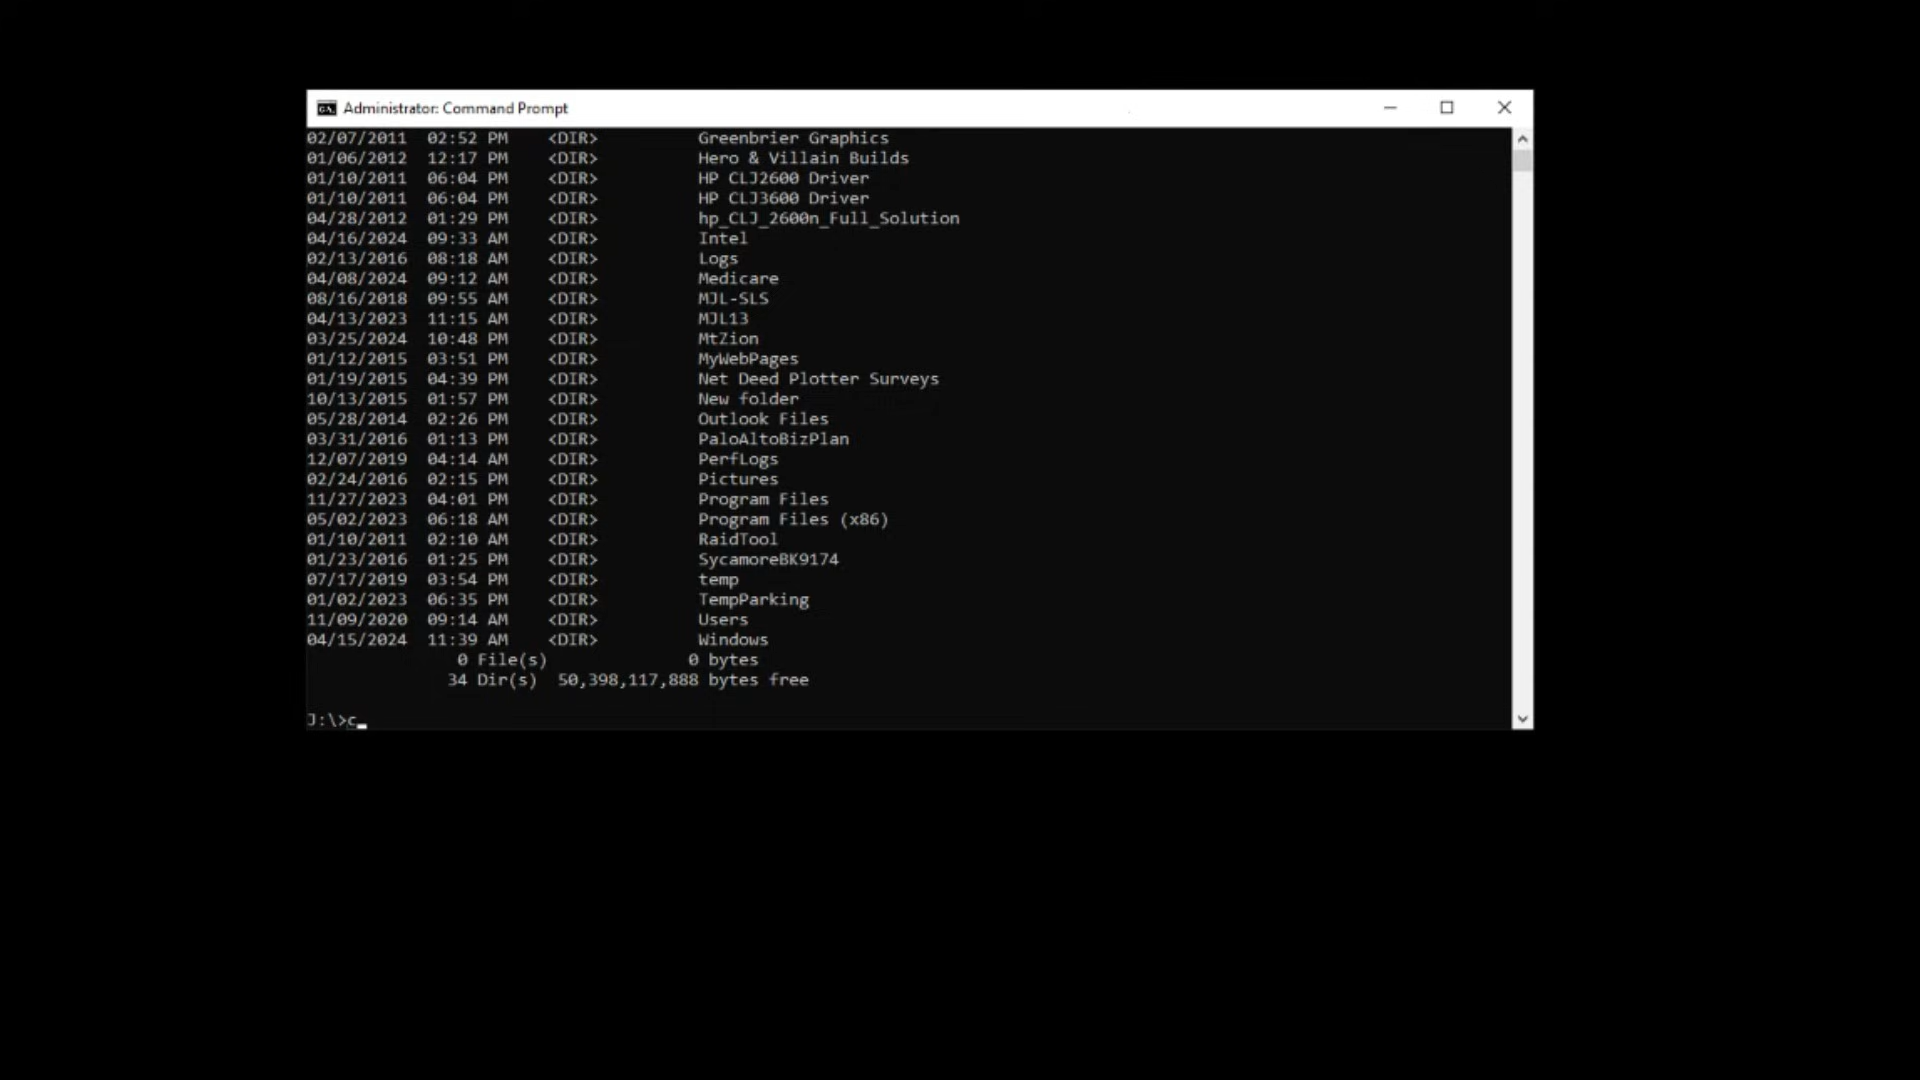 Administrator: Command Prompt
02/07/2011  02:52 PM    <DIR>          Greenbrier Graphics
01/06/2012  12:17 PM    <DIR>          Hero & Villain Builds
01/10/2011  06:04 PM    <DIR>          HP CLJ2600 Driver
01/10/2011  06:04 PM    <DIR>          HP CLJ3600 Driver
04/28/2012  01:29 PM    <DIR>          hp_CLJ_2600n_Full_Solution
04/16/2024  09:33 AM    <DIR>          Intel
02/13/2016  08:18 AM    <DIR>          Logs
04/08/2024  09:12 AM    <DIR>          Medicare
08/16/2018  09:55 AM    <DIR>          MJL-SLS
04/13/2023  11:15 AM    <DIR>          MJL13
03/25/2024  10:48 PM    <DIR>          MtZion
01/12/2015  03:51 PM    <DIR>          MyWebPages
01/19/2015  04:39 PM    <DIR>          Net Deed Plotter Surveys
10/13/2015  01:57 PM    <DIR>          New folder
05/28/2014  02:26 PM    <DIR>          Outlook Files
03/31/2016  01:13 PM    <DIR>          PaloAltoBizPlan
12/07/2019  04:14 AM    <DIR>          PerfLogs
02/24/2016  02:15 PM    <DIR>          Pictures
11/27/2023  04:01 PM    <DIR>          Program Files
05/02/2023  06:18 AM    <DIR>          Program Files (x86)
01/10/2011  02:10 AM    <DIR>          RaidTool
01/23/2016  01:25 PM    <DIR>          SycamoreBK9174
07/17/2019  03:54 PM    <DIR>          temp
01/02/2023  06:35 PM    <DIR>          TempParking
11/09/2020  09:14 AM    <DIR>          Users
04/15/2024  11:39 AM    <DIR>          Windows
0 File(s)              0 bytes
34 Dir(s)  50,398,117,888 bytes free
J:\>c_